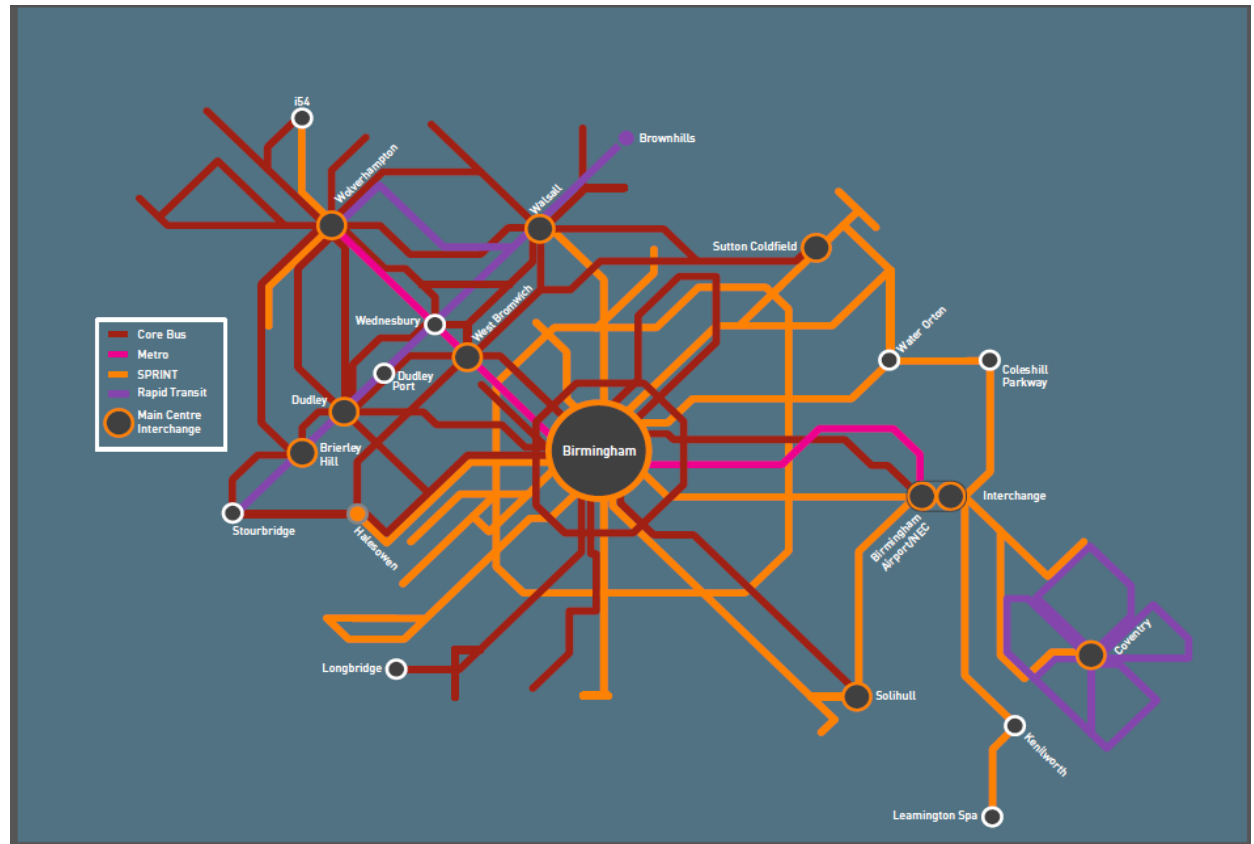 i54
Brownhills
Wolverhampton
Walsall
Sutton Coldfield
Wednesbury
West Bromwich
Core Bus
Metro
SPRINT
Rapid Transit
Main Centre
Interchange
Dudley
Port
Water Orton
Coleshill
Parkway
Dudley
Brierley
Hill
Birmingham
Interchange
Stourbridge
Halesowen
Birmingham
Airport/NEC
Coventry
Longbridge
Solihull
Kenilworth
Leamington Spa